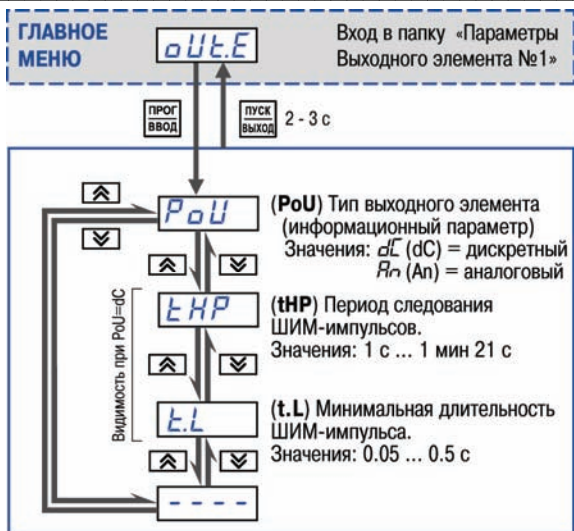 ГЛАВНОЕ
МЕНЮ
oUt.E
Вход в папку «Параметры
Выходного элемента №1»
ПРОГ
ВВОД
ПУСК
ВЫХОД
2 - 3 с
PoU
(PoU) Тип выходного элемента
(информационный параметр)
Значения: dC (dC) = дискретный
An (An) = аналоговый
Видимость при PoU=dC
tHP
(tHP) Период следования
ШИМ-импульсов.
Значения: 1 с ... 1 мин 21 с
t.L
(t.L) Минимальная длительность
ШИМ-импульса.
Значения: 0.05 ... 0.5 с
- - - -